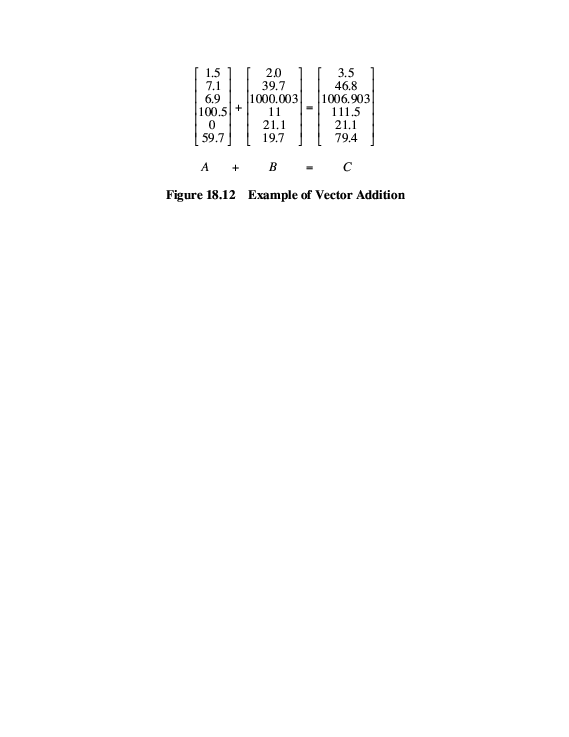 1.5 2.0 3.5
7.1 39.7 46.8
6.9 1000.003 1006.903
100.5 + 11 = 111.5
0 21.1 21.1
59.7 19.7 79.4
A + B = C
Figure 18.12 Example of Vector Addition